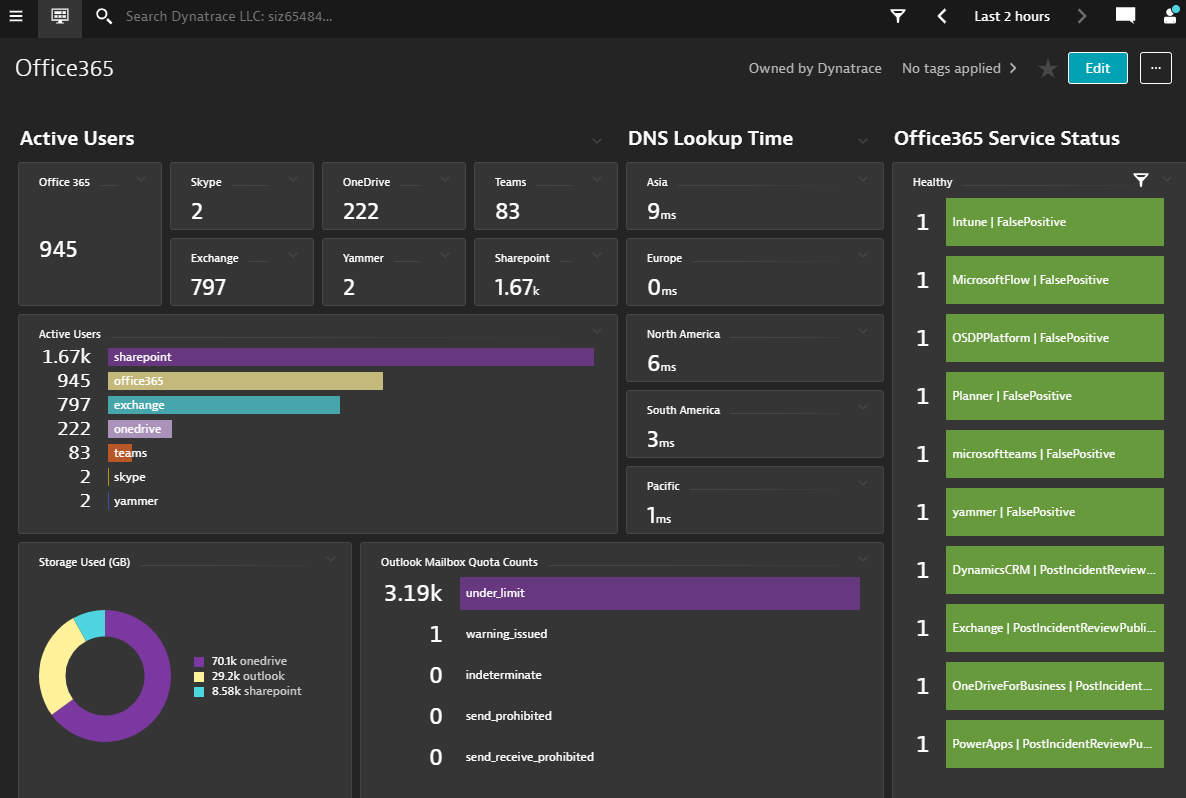 Search Dynatrace LLC: siz65484...
Last 2 hours
Office365
Owned by Dynatrace
No tags applied
Edit
...
Active Users
DNS Lookup Time
Office365 Service Status
Office 365
945
Skype
2
OneDrive
222
Teams
83
Exchange
797
Yammer
2
Sharepoint
1.67k
Asia
9ms
Europe
0ms
North America
6ms
South America
3ms
Pacific
1ms
Active Users
1.67k sharepoint
945 office365
797 exchange
222 onedrive
83 teams
2 skype
2 yammer
Storage Used (GB)
70.1k onedrive
29.2k outlook
8.58k sharepoint
Outlook Mailbox Quota Counts
3.19k under_limit
1 warning_issued
0 indeterminate
0 send_prohibited
0 send_receive_prohibited
Healthy
1 Intune | FalsePositive
1 MicrosoftFlow | FalsePositive
1 OSDPPlatform | FalsePositive
1 Planner | FalsePositive
1 microsoftteams | FalsePositive
1 yammer | FalsePositive
1 DynamicsCRM | PostIncidentReview...
1 Exchange | PostIncidentReviewPubli...
1 OneDriveForBusiness | PostIncident...
1 PowerApps | PostIncidentReviewPu...